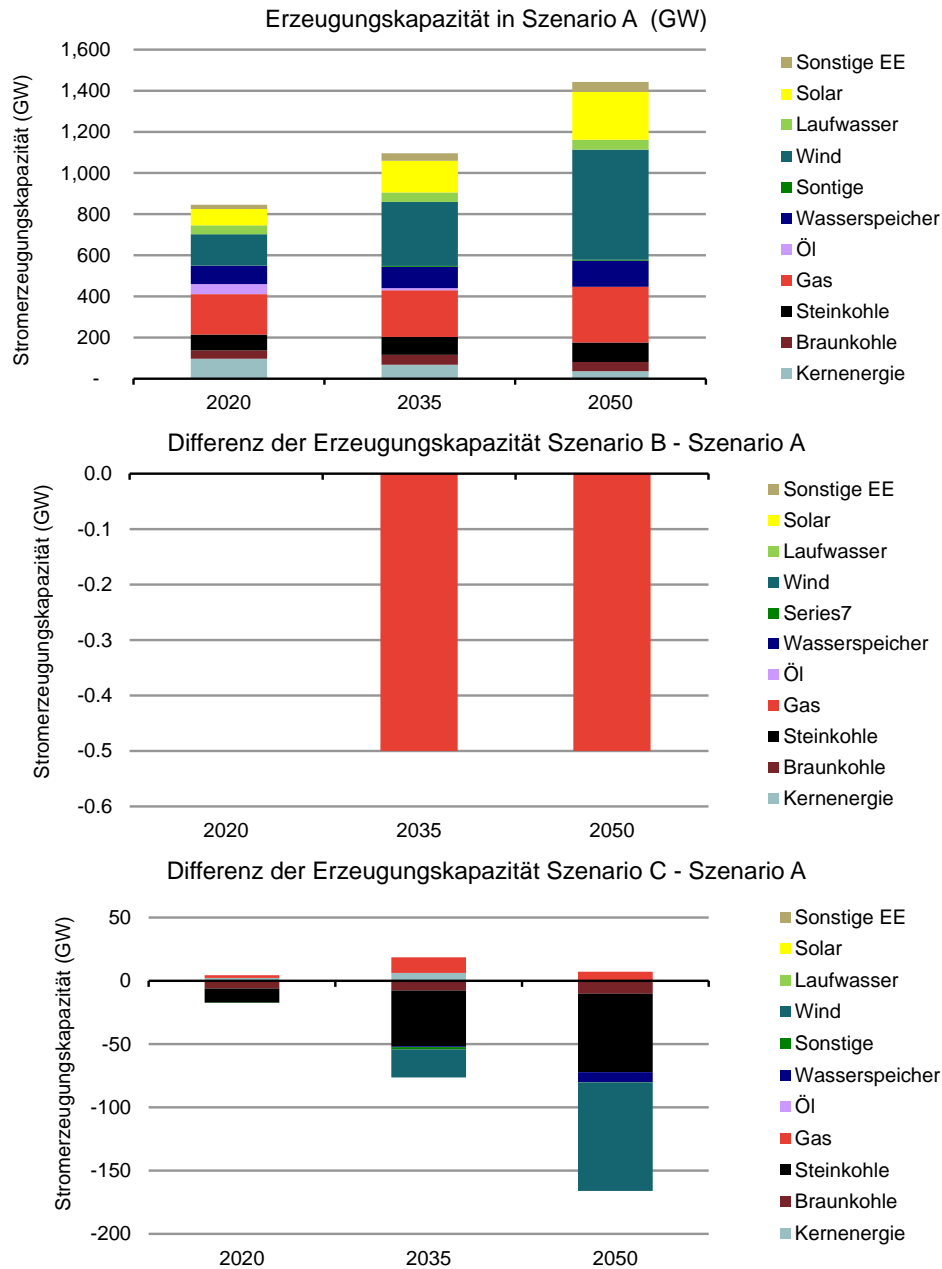 Erzeugungskapazität in Szenario A (GW)
Stromerzeugungskapazität (GW)
1,600
1,400
1,200
1,000
800
600
400
200
-
2020
2035
2050
Sonstige EE
Solar
Laufwasser
Wind
Sontige
Wasserspeicher
Öl
Gas
Steinkohle
Braunkohle
Kernenergie
Differenz der Erzeugungskapazität Szenario B - Szenario A
Stromerzeugungskapazität (GW)
0.0
-0.1
-0.2
-0.3
-0.4
-0.5
-0.6
2020
2035
2050
Sonstige EE
Solar
Laufwasser
Wind
Series7
Wasserspeicher
Öl
Gas
Steinkohle
Braunkohle
Kernenergie
Differenz der Erzeugungskapazität Szenario C - Szenario A
Stromerzeugungskapazität (GW)
50
0
-50
-100
-150
-200
2020
2035
2050
Sonstige EE
Solar
Laufwasser
Wind
Sonstige
Wasserspeicher
Öl
Gas
Steinkohle
Braunkohle
Kernenergie